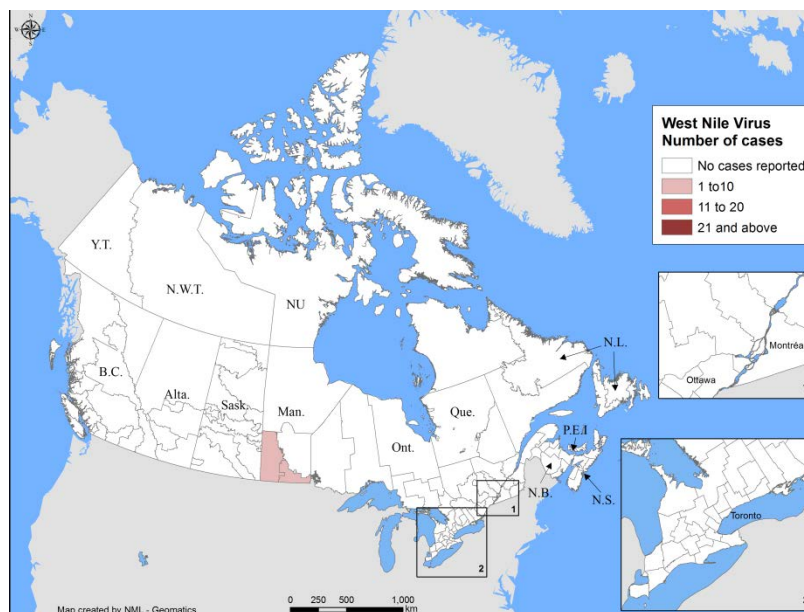 N
W E
S
West Nile Virus
Number of cases
No cases reported
1 to10
11 to 20
21 and above
Y.T.
N.W.T.
NU
B.C.
Alta.
Sask.
Man.
Ont.
Que.
N.L.
P.E.I
N.B.
N.S.
1
2
Montréa
Ottawa
Toronto
Map created by NML - Geomatics
0 250 500 1,000
km